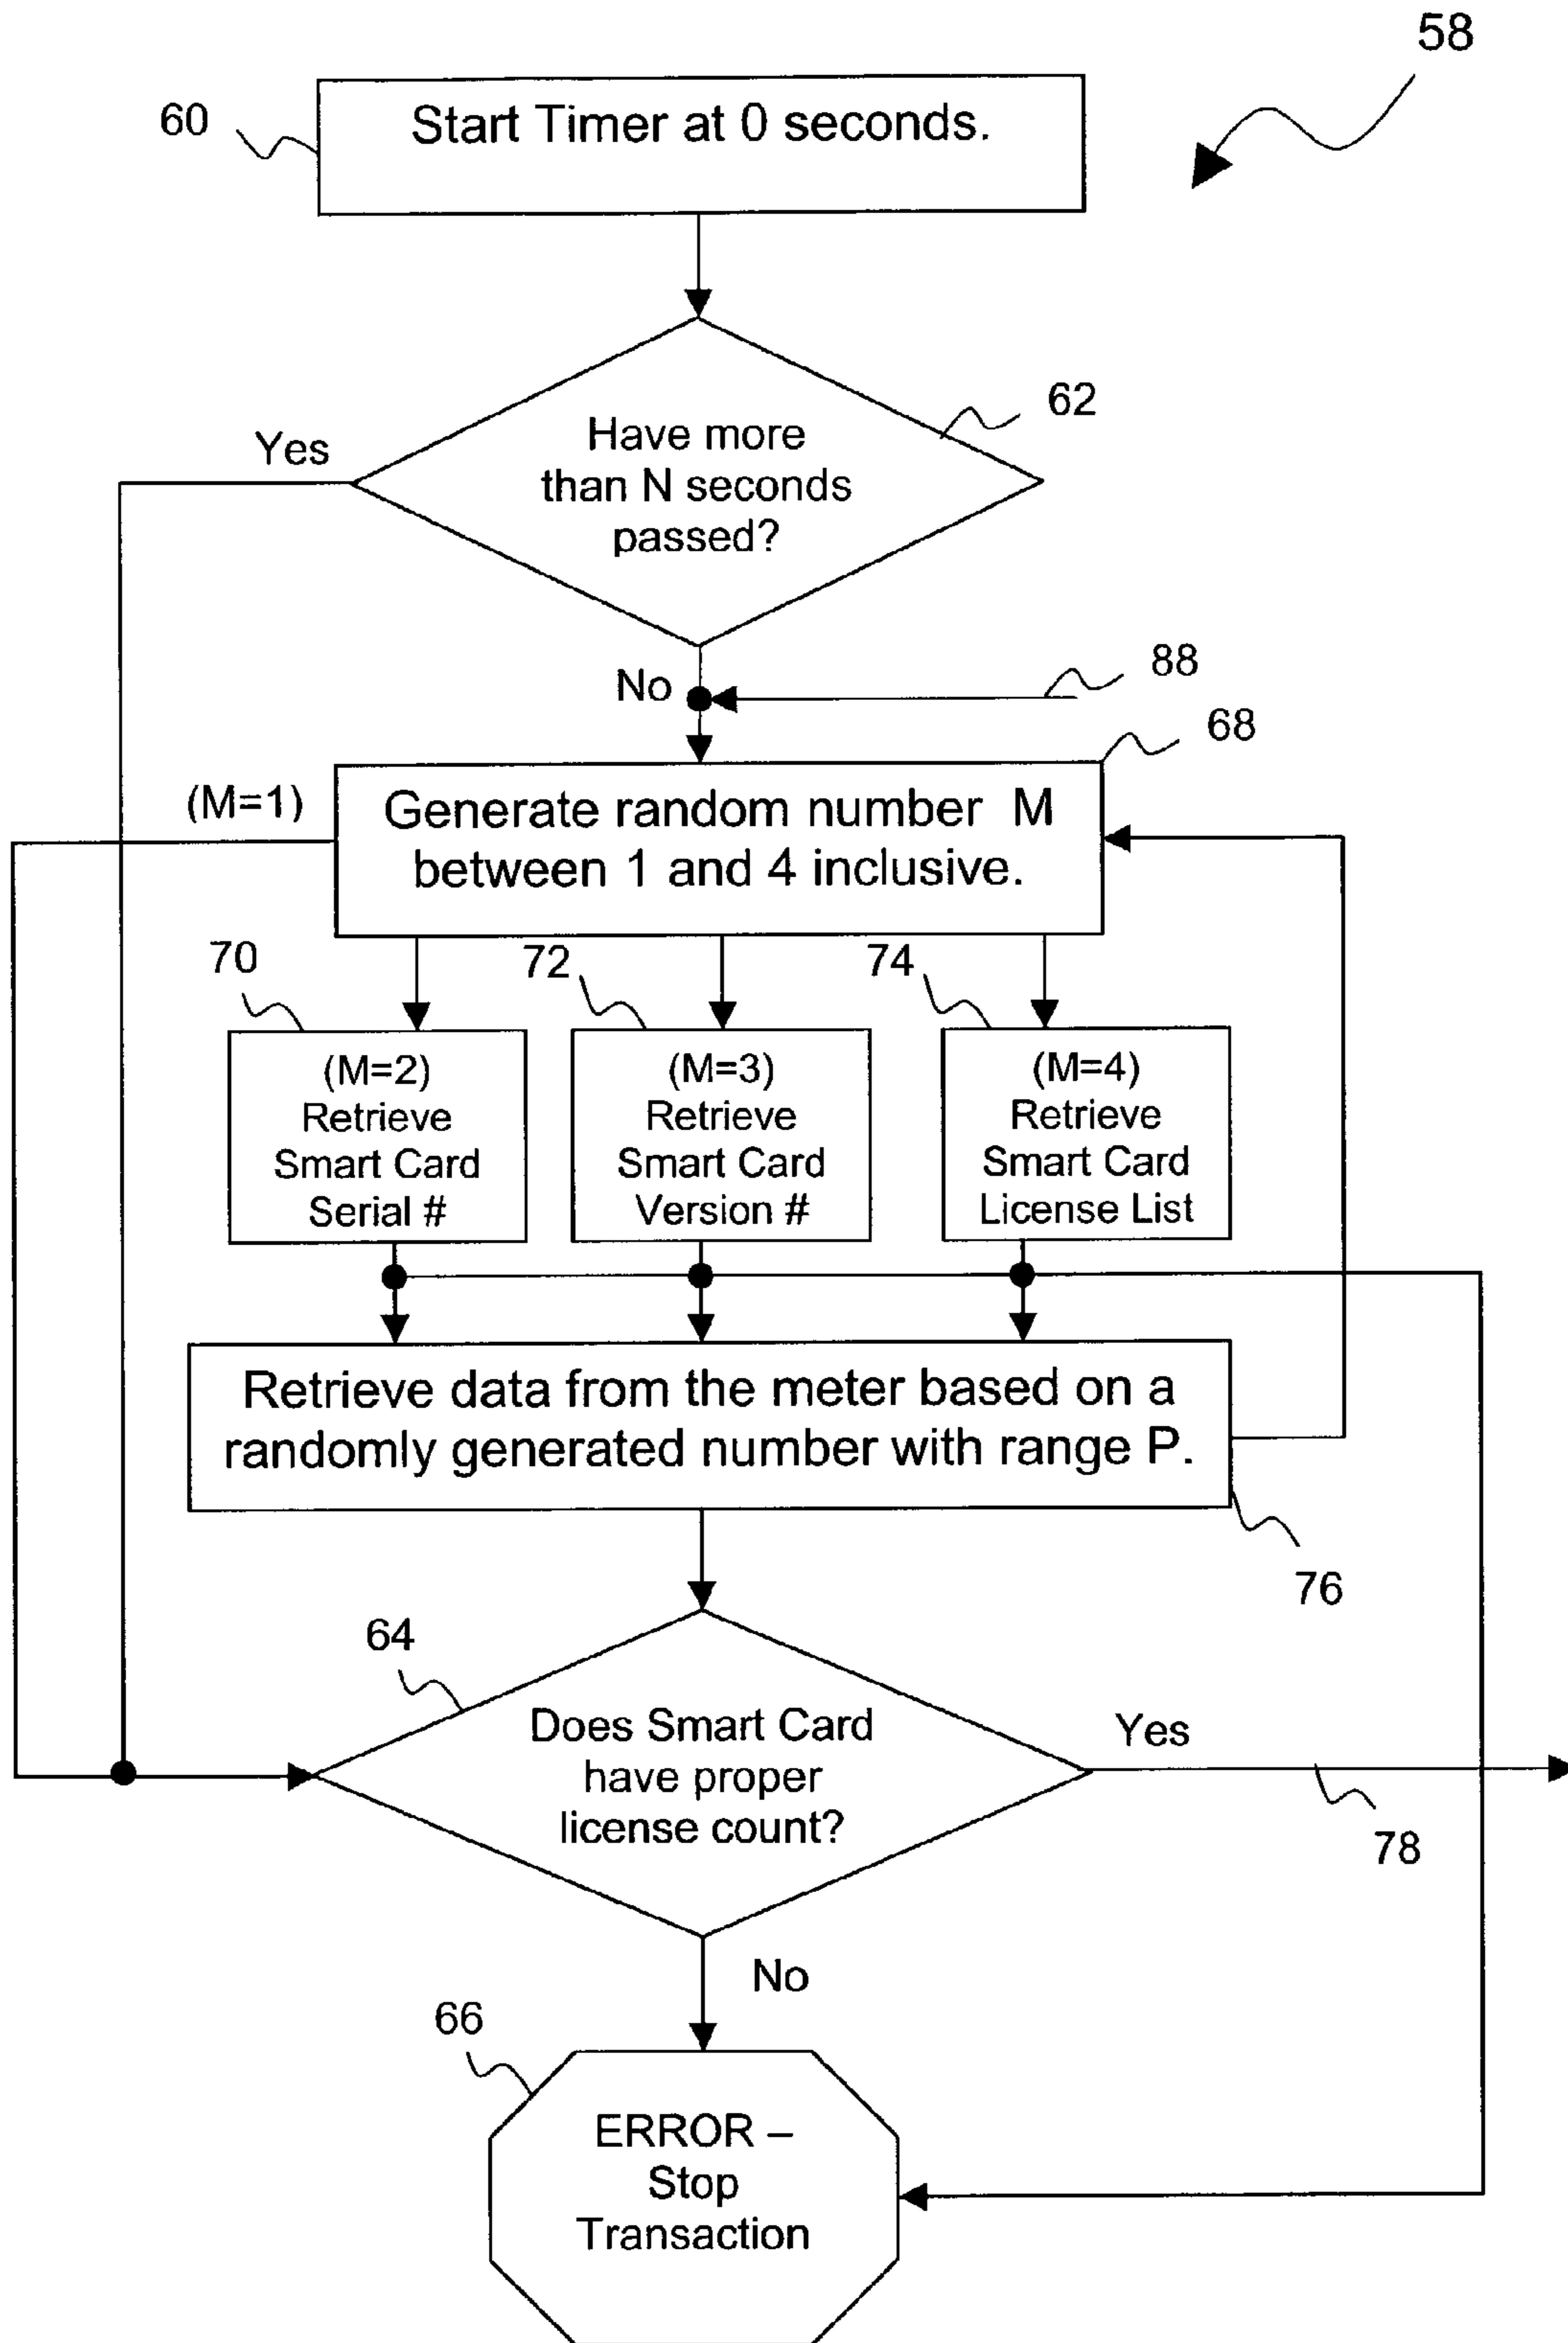 58
60
Start Timer at 0 seconds.
62
Yes
Have more
than N seconds
passed?
No
88
68
(M=1)
Generate random number M
between 1 and 4 inclusive.
70
72
74
(M=2)
Retrieve
Smart Card
Serial #
(M=3)
Retrieve
Smart Card
Version #
(M=4)
Retrieve
Smart Card
License List
Retrieve data from the meter based on a
randomly generated number with range P.
76
64
Does Smart Card
have proper
license count?
Yes
78
No
66
ERROR –
Stop
Transaction